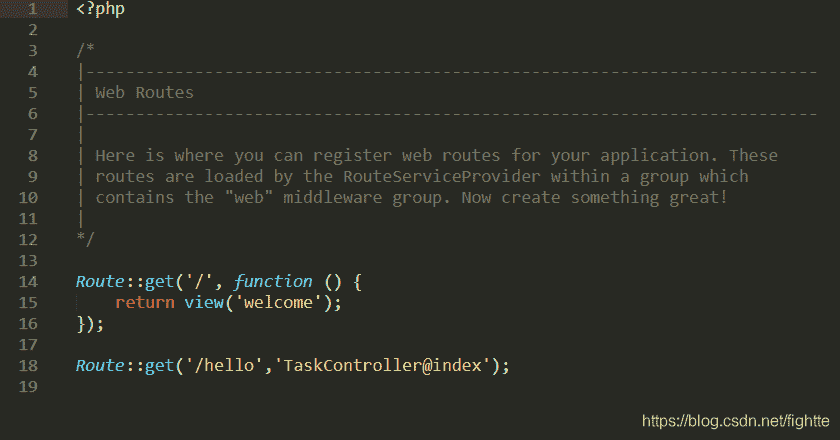 1 <?php
2
3 /*
4 |--------------------------------------------------------------------------
5 | Web Routes
6 |--------------------------------------------------------------------------
7 |
8 | Here is where you can register web routes for your application. These
9 | routes are loaded by the RouteServiceProvider within a group which
10 | contains the "web" middleware group. Now create something great!
11 |
12 */
13
14 Route::get('/', function () {
15     return view('welcome');
16 });
17
18 Route::get('/hello','TaskController@index');
19
https://blog.csdn.net/fightte